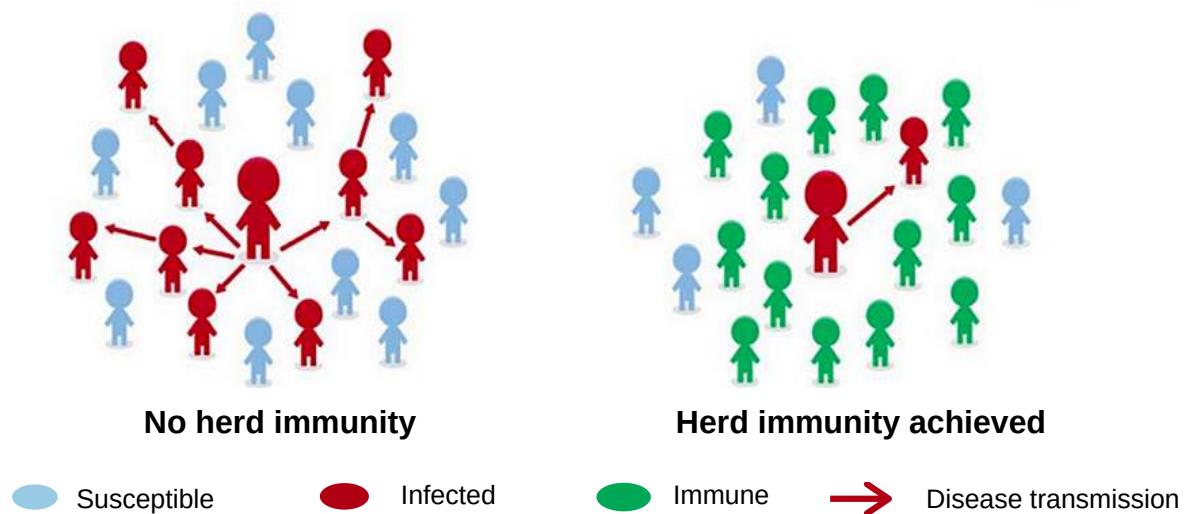 No herd immunity
Herd immunity achieved
Susceptible
Infected
Immune
Disease transmission